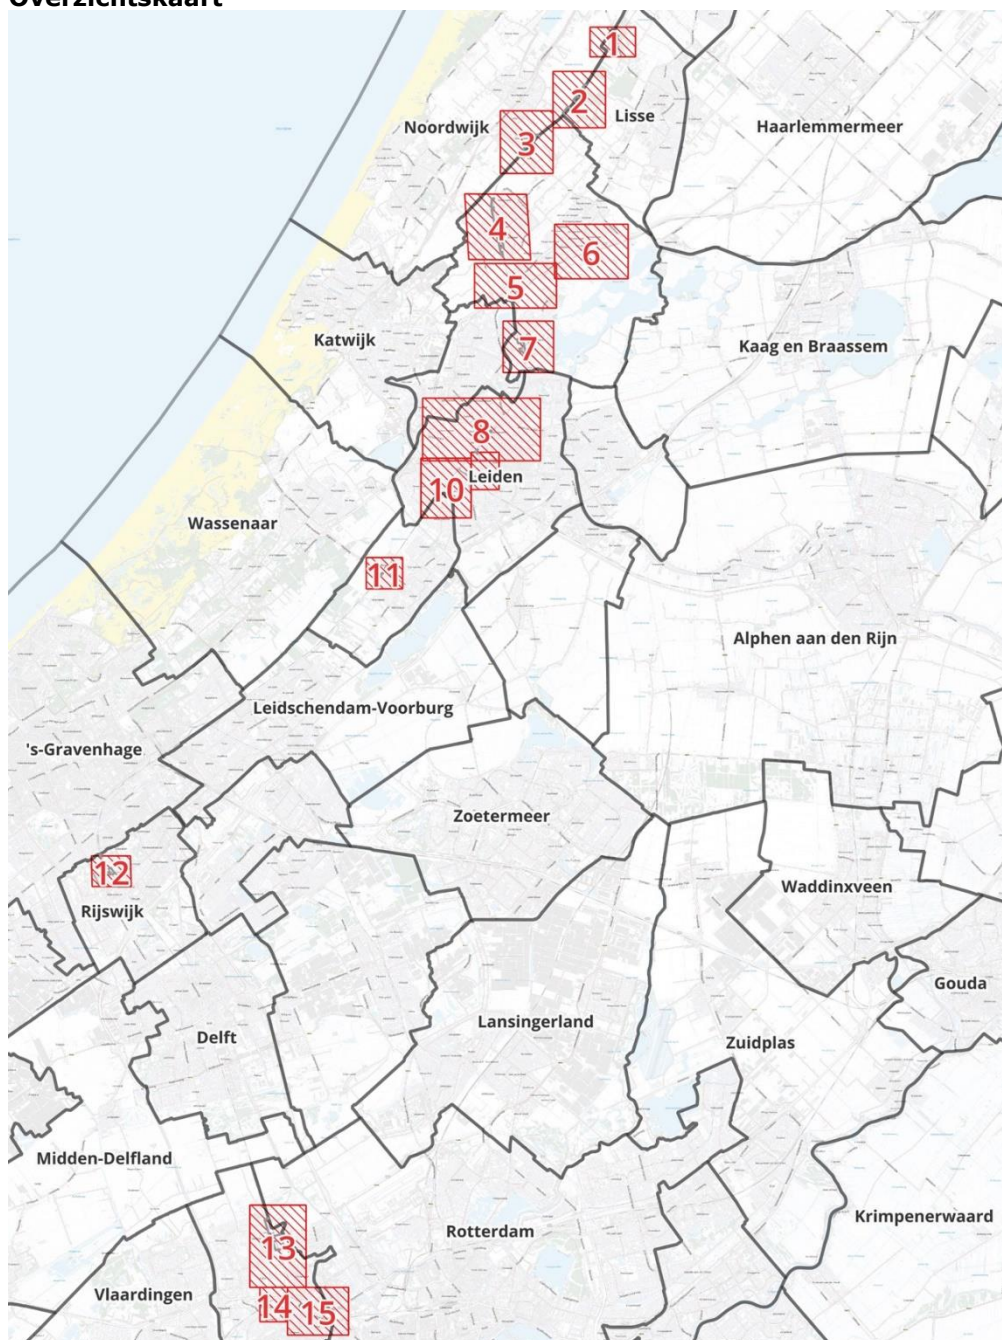 Overzichtskaart
1
2
Noordwijk
Lisse
Haarlemmermeer
3
4
6
5
Katwijk
7
Kaag en Braassem
8
Leiden
10
Wassenaar
11
Alphen aan den Rijn
Leidschendam-Voorburg
's-Gravenhage
Zoetermeer
12
Waddinxveen
Rijswijk
Gouda
Lansingerland
Delft
Zuidplas
Midden-Delfland
Krimpenerwaard
Rotterdam
13
Vlaardingen
14
15